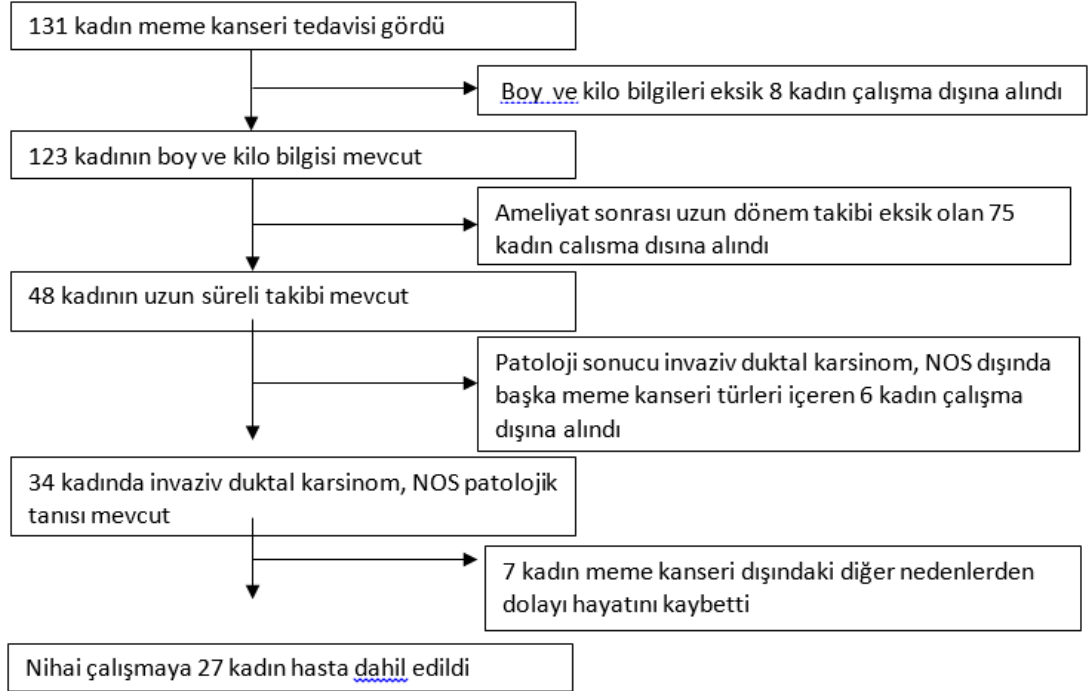 131 kadın meme kanseri tedavisi gördü
Boy ve kilo bilgileri eksik 8 kadın çalışma dışına alındı
123 kadının boy ve kilo bilgisi mevcut
Ameliyat sonrası uzun dönem takibi eksik olan 75
kadın calısma dısına alındı
48 kadının uzun süreli takibi mevcut
Patoloji sonucu invaziv duktal karsinom, NOS dışında
başka meme kanseri türleri içeren 6 kadın çalışma
dışına alındı
34 kadında invaziv duktal karsinom, NOS patolojik
tanısı mevcut
7 kadın meme kanseri dışındaki diğer nedenlerden
dolayı hayatını kaybetti
Nihai çalışmaya 27 kadın hasta dahil edildi